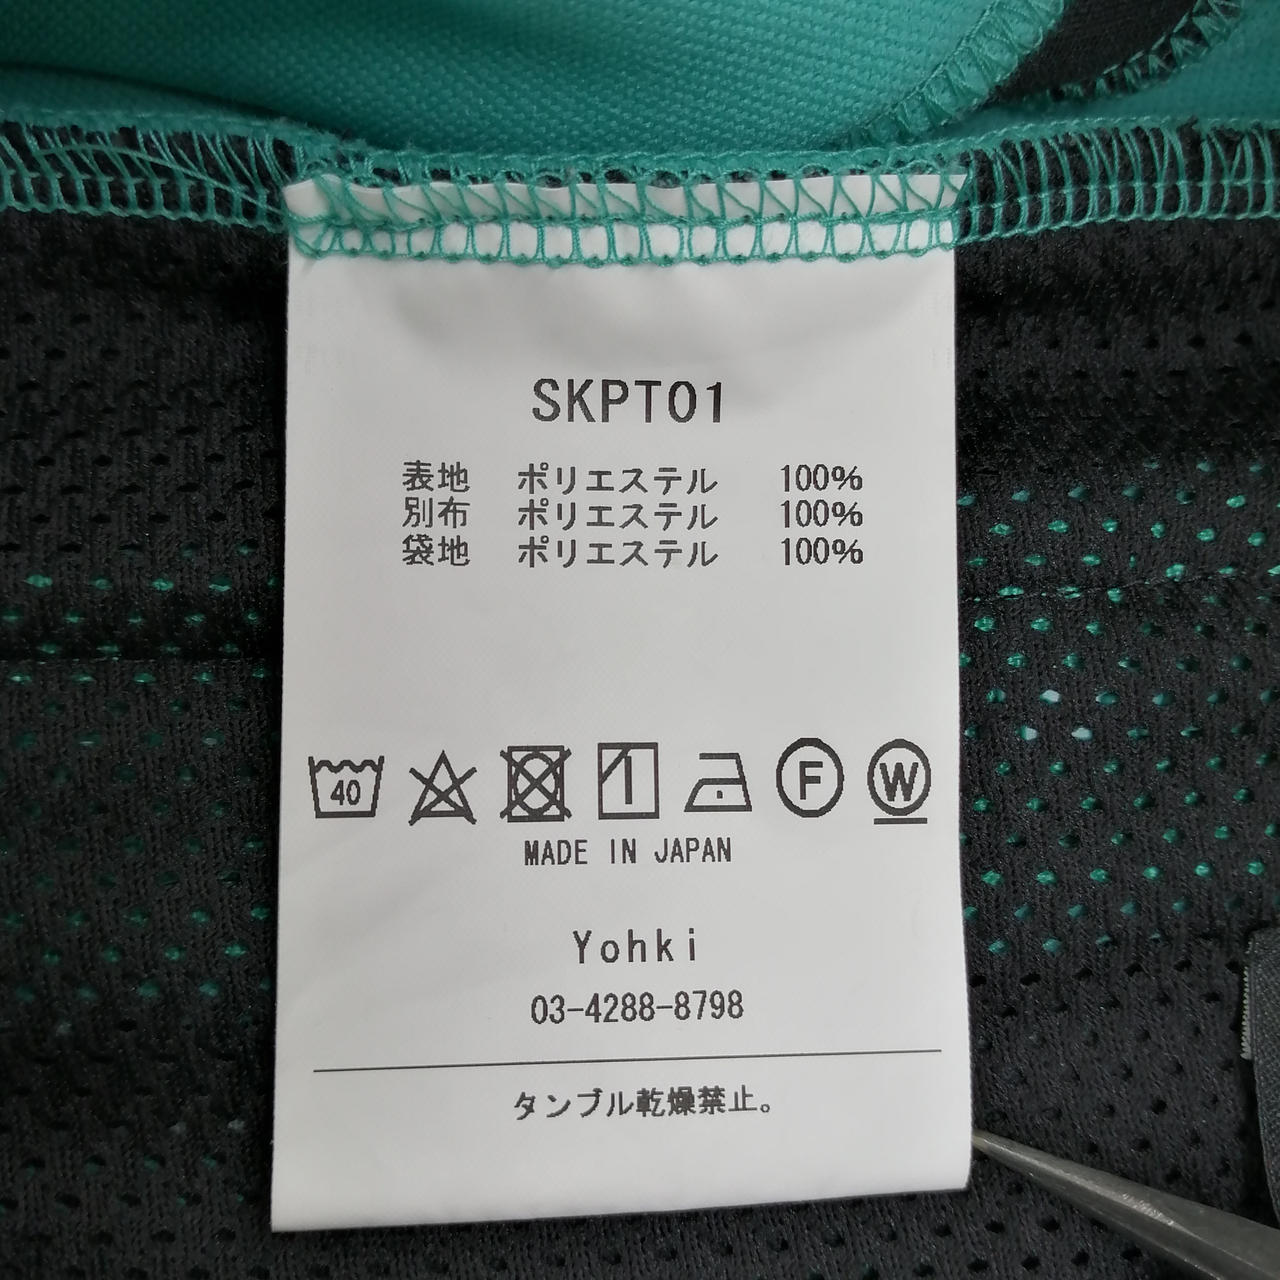 SKPT01
表地 ポリエステル 100%
別布 ポリエステル 100%
袋地 ポリエステル 100%
40 F W
MADE IN JAPAN
Yohki
03-4288-8798
タンブル乾燥禁止。